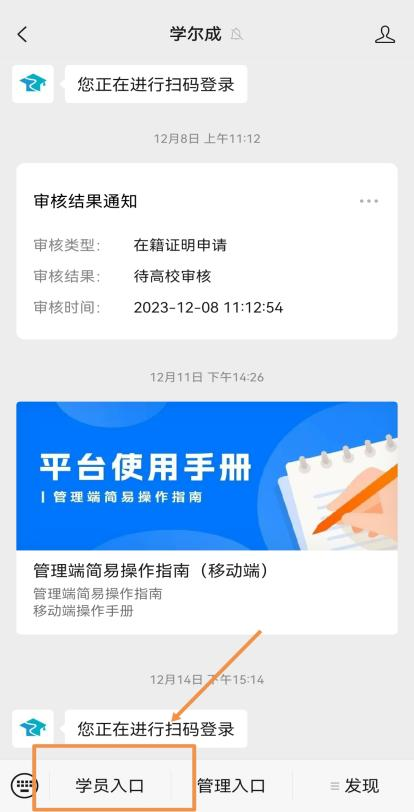 学尔成
您正在进行扫码登录
12月8日 上午11:12
审核结果通知
审核类型: 在籍证明申请
审核结果: 待高校审核
审核时间: 2023-12-08 11:12:54
12月11日 下午14:26
平台使用手册
管理端简易操作指南
管理端简易操作指南（移动端）
管理端简易操作指南
移动端操作手册
12月14日 下午15:14
您正在进行扫码登录
学员入口 管理入口 发现